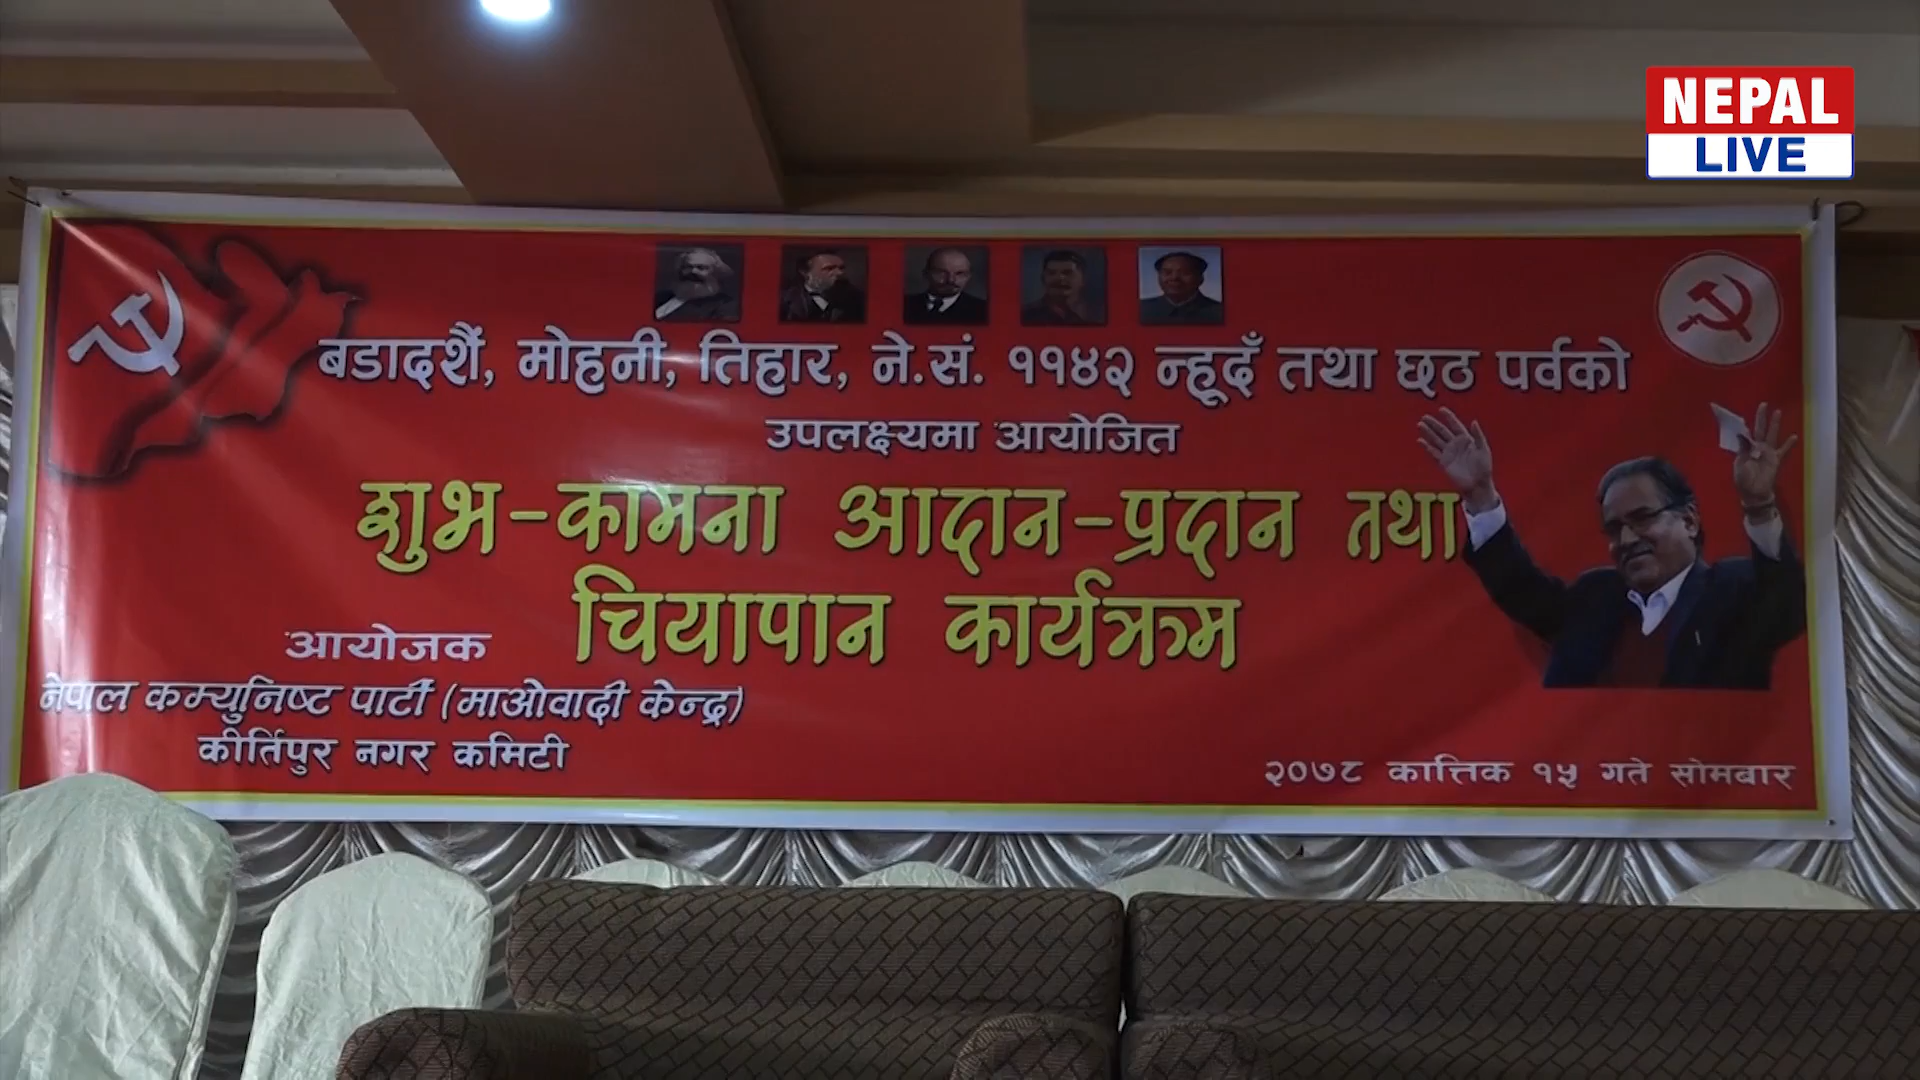 NEPAL
LIVE
बडादशैं, मोहनी, तिहार, ने.सं. ११४२ न्हूदँ तथा छठ पर्वको
उपलक्ष्यमा आयोजित
शुभ-कामना आदान-प्रदान तथा
चियापान कार्यक्रम
आयोजक
नेपाल कम्युनिष्ट पार्टी (माओवादी केन्द्र)
कीर्तिपुर नगर कमिटी
२०७८ कात्तिक १५ गते सोमबार